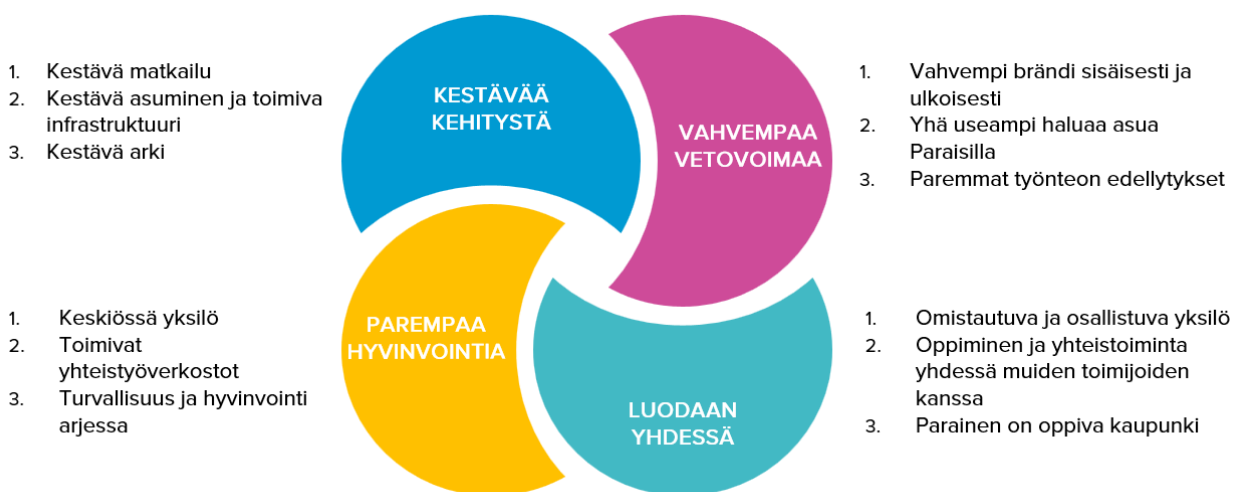 1. Kestävä matkailu
2. Kestävä asuminen ja toimiva
infrastruktuuri
3. Kestävä arki
KESTÄVÄÄ
KEHITYSTÄ
VAHVEMPAA
VETOVOIMAA
1. Vahvempi brändi sisäisesti ja
ulkoisesti
2. Yhä useampi haluaa asua
Paraisilla
3. Paremmat työnteon edellytykset
1. Keskiössä yksilö
2. Toimivat
yhteistyöverkostot
3. Turvallisuus ja hyvinvointi
arjessa
PAREMPAA
HYVINVOINTIA
LUODAAN
YHDESSÄ
1. Omistautuva ja osallistuva yksilö
2. Oppiminen ja yhteistoiminta
yhdessä muiden toimijoiden
kanssa
3. Parainen on oppiva kaupunki